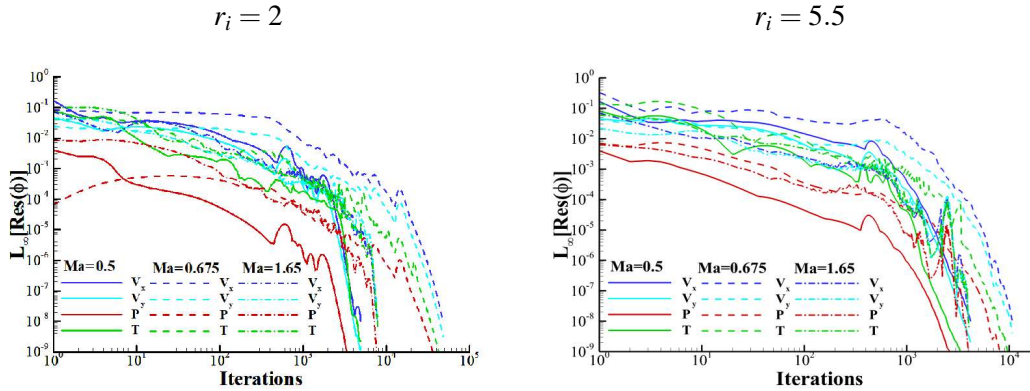 r_i = 2
r_i = 5.5
L∞[Res(ϕ)]
10^0
10^-1
10^-2
10^-3
10^-4
10^-5
10^-6
10^-7
10^-8
10^-9
Ma=0.5 Ma=0.675 Ma=1.65
V_x V_x V_x
V_y V_y V_y
P P P
T T T
10^0 10^1 10^2 10^3 10^4 10^5
Iterations
L∞[Res(ϕ)]
10^0
10^-1
10^-2
10^-3
10^-4
10^-5
10^-6
10^-7
10^-8
10^-9
Ma=0.5 Ma=0.675 Ma=1.65
V_x V_x V_x
V_y V_y V_y
P P P
T T T
10^0 10^1 10^2 10^3 10^4
Iterations